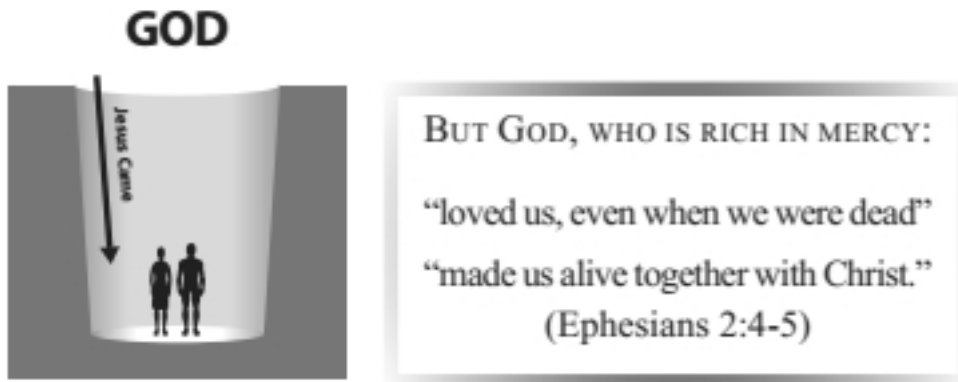 GOD
Jesus Came
BUT GOD, WHO IS RICH IN MERCY:
“loved us, even when we were dead”
“made us alive together with Christ.”
(Ephesians 2:4-5)